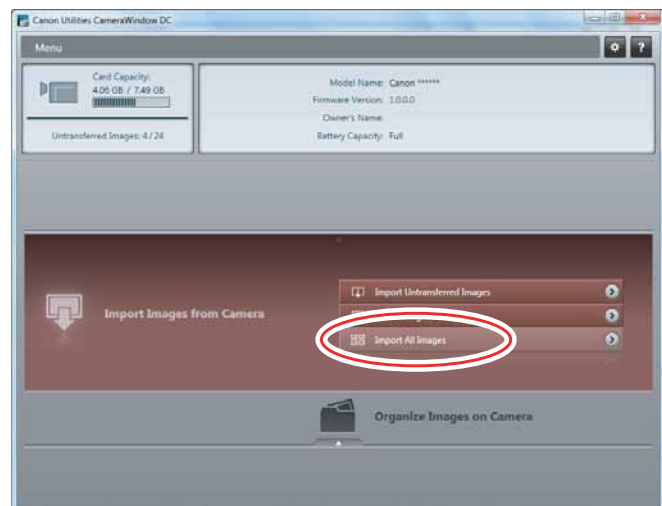 Canon Utilities CameraWindow DC
Menu
?
Card Capacity:
4.06 GB / 7.49 GB
Untransferred Images: 4 / 24
Model Name: Canon ******
Firmware Version: 1.0.0.0
Owner's Name:
Battery Capacity: Full
Import Images from Camera
Import Untransferred Images
Import All Images
Organize Images on Camera